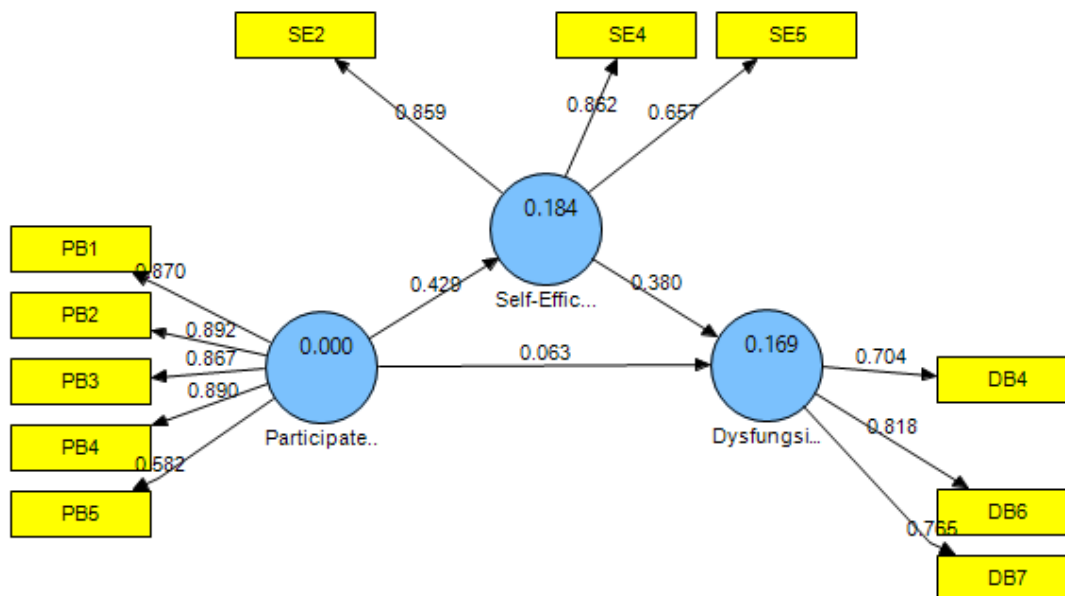 SE2
SE4
SE5
0.859
0.862
0.657
0.184
Self-Effic...
PB1
0.870
PB2
0.892
PB3
0.867
0.890
PB4
0.582
PB5
0.429
0.380
0.000
0.063
0.169
Participate..
Dysfungsi...
0.704
DB4
0.818
DB6
0.765
DB7